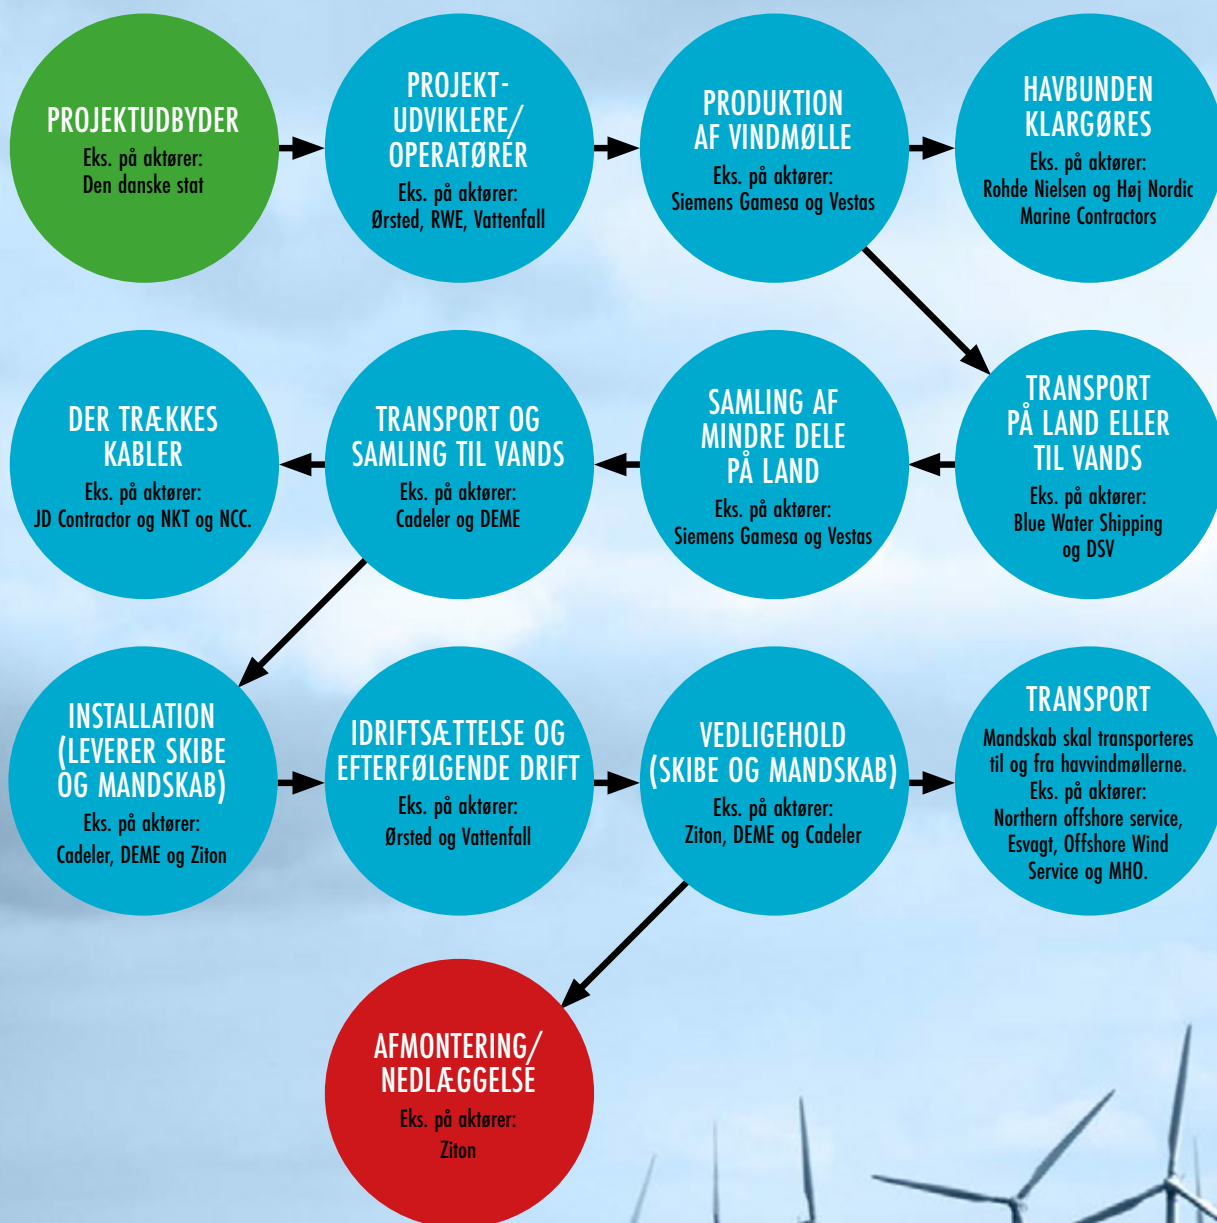 PROJEKTUDBYDER
Eks. på aktører:
Den danske stat
PROJEKT-
UDVIKLERE/
OPERATØRER
Eks. på aktører:
Ørsted, RWE, Vattenfall
PRODUKTION
AF VINDMØLLE
Eks. på aktører:
Siemens Gamesa og Vestas
HAVBUNDEN
KLARGØRES
Eks. på aktører:
Rohde Nielsen og Høj Nordic
Marine Contractors
TRANSPORT
PÅ LAND ELLER
TIL VANDS
Eks. på aktører:
Blue Water Shipping
og DSV
SAMLING AF
MINDRE DELE
PÅ LAND
Eks. på aktører:
Siemens Gamesa og Vestas
TRANSPORT OG
SAMLING TIL VANDS
Eks. på aktører:
Cadeler og DEME
DER TRÆKKES
KABLER
Eks. på aktører:
JD Contractor og NKT og NCC.
INSTALLATION
(LEVERER SKIBE
OG MANDSKAB)
Eks. på aktører:
Cadeler, DEME og Ziton
IDRIFTSÆTTELSE OG
EFTERFØLGENDE DRIFT
Eks. på aktører:
Ørsted og Vattenfall
VEDLIGEHOLD
(SKIBE OG MANDSKAB)
Eks. på aktører:
Ziton, DEME og Cadeler
TRANSPORT
Mandskab skal transporteres
til og fra havvindmøllerne.
Eks. på aktører:
Northern offshore service,
Esvagt, Offshore Wind
Service og MHO.
AFMONTERING/
NEDLÆGGELSE
Eks. på aktører:
Ziton